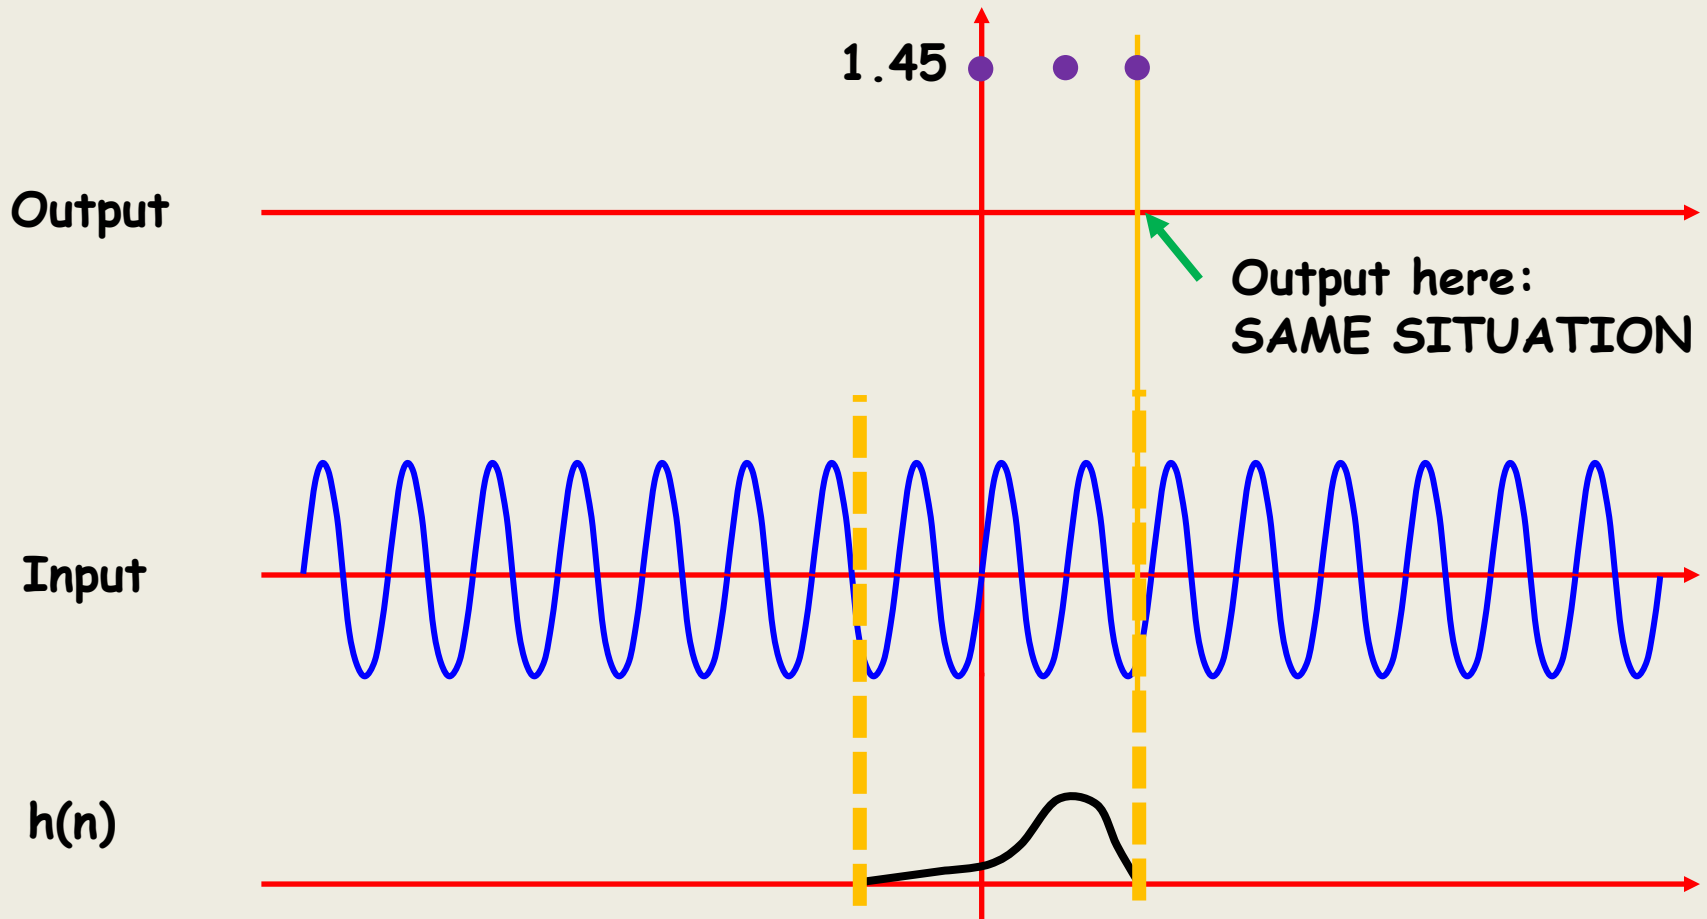 1.45
Output
Output here:
SAME SITUATION
Input
h(n)